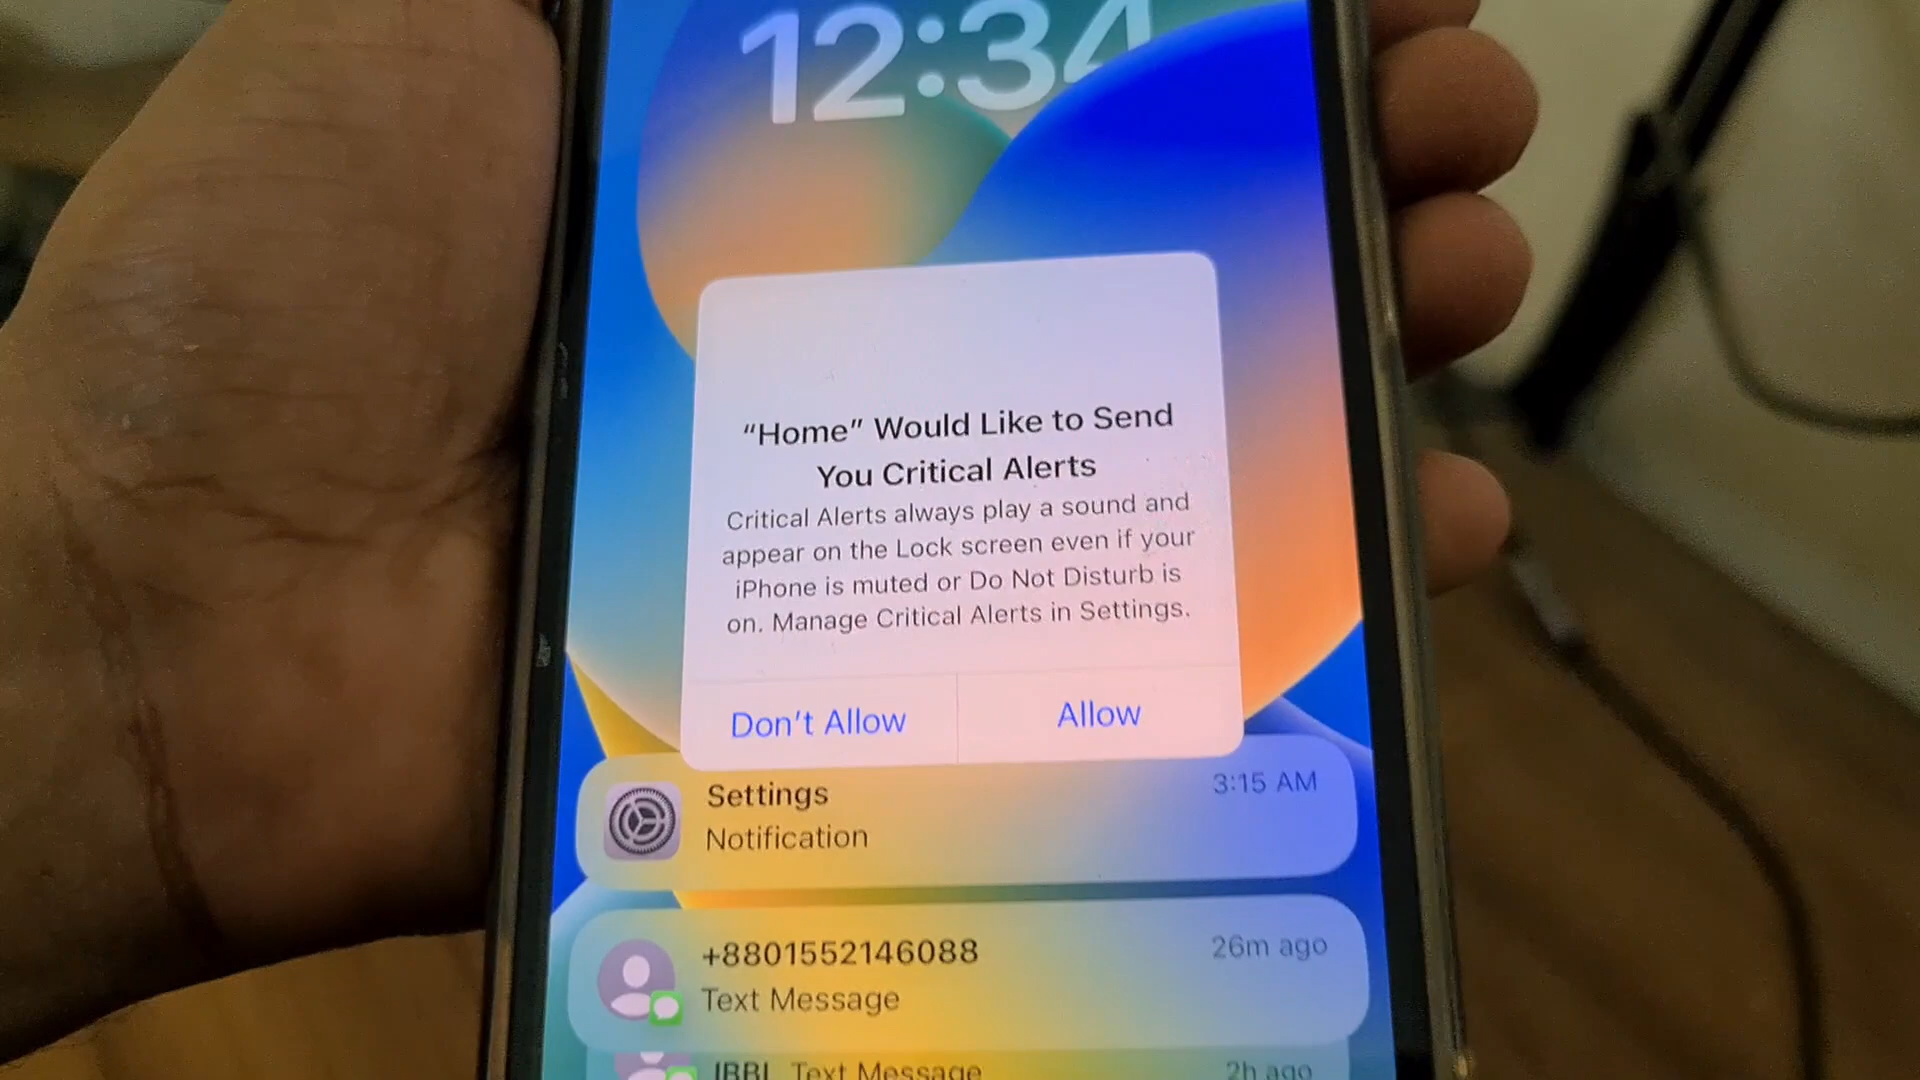 12:34
“Home” Would Like to Send
You Critical Alerts
Critical Alerts always play a sound and
appear on the Lock screen even if your
iPhone is muted or Do Not Disturb is
on. Manage Critical Alerts in Settings.
Don’t Allow
Allow
Settings
3:15 AM
Notification
+8801552146088
26m ago
Text Message
IBBL Text Message
2h ago